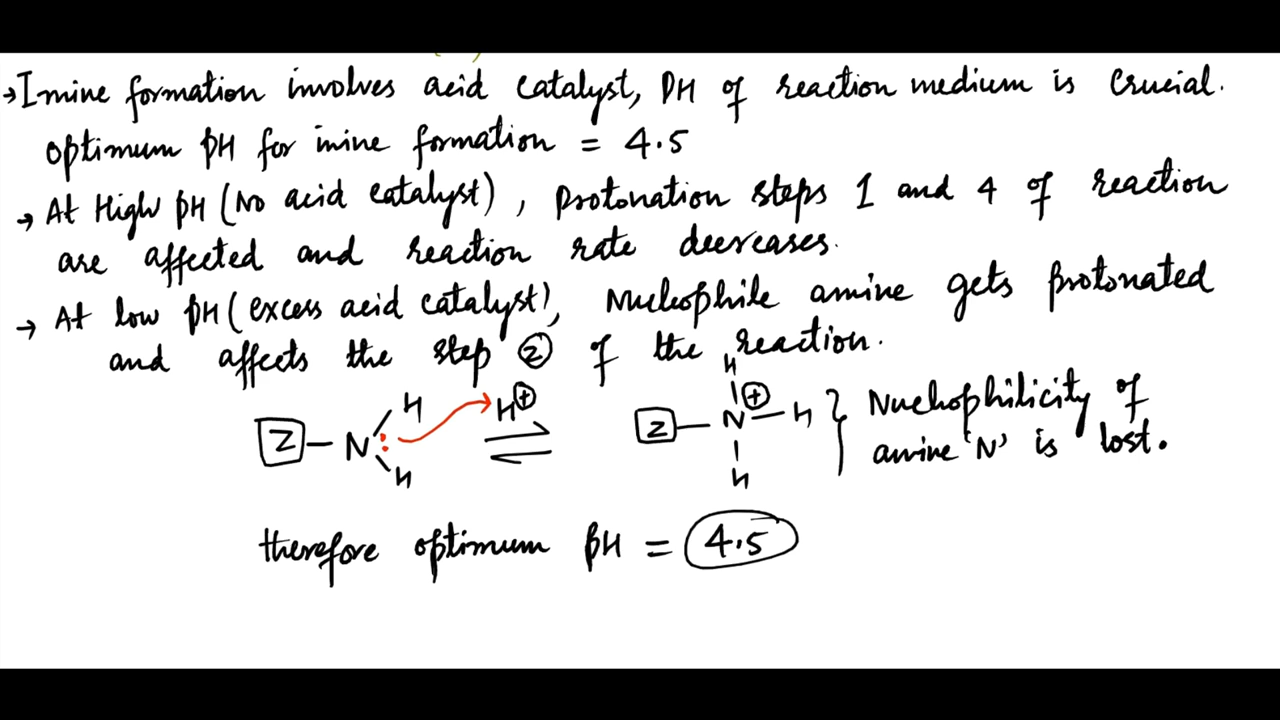 → Imine formation involves acid catalyst, PH of reaction medium is crucial.
optimum pH for imine formation = 4.5
→ At High pH (No acid catalyst), Protonation steps 1 and 4 of reaction
are affected and reaction rate decreases.
→ At low pH (excess acid catalyst), Nucleophile amine gets protonated
and affects the step ② of the reaction.
Z – N : H H H⊕ ⇌ Z – N⊕ – H H H } Nucleophilicity of
amine 'N' is lost.
therefore optimum pH = 4.5